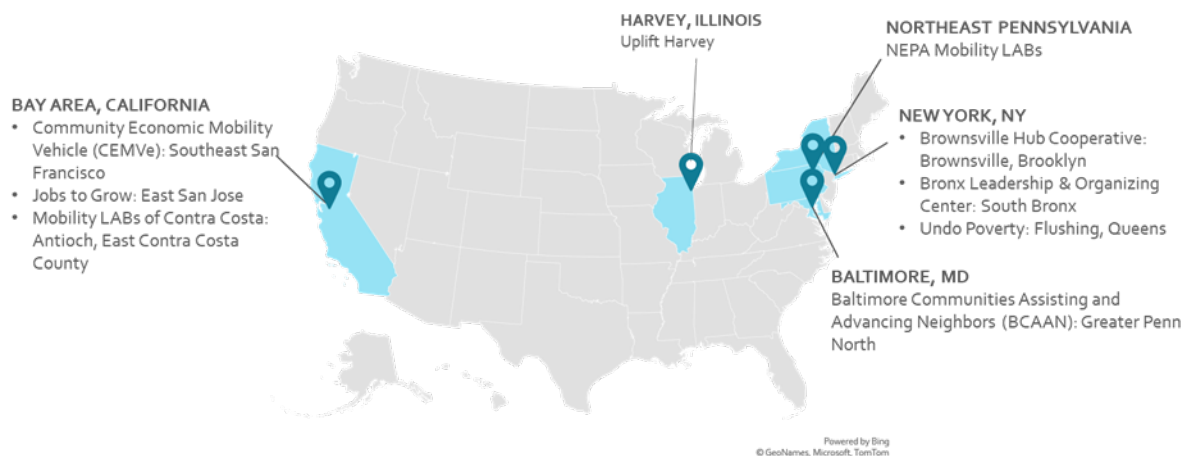 HARVEY, ILLINOIS
Uplift Harvey
NORTHEAST PENNSYLVANIA
NEPA Mobility LABs
BAY AREA, CALIFORNIA
• Community Economic Mobility
Vehicle (CEMVe): Southeast San
Francisco
• Jobs to Grow: East San Jose
• Mobility LABs of Contra Costa:
Antioch, East Contra Costa
County
NEW YORK, NY
• Brownsville Hub Cooperative:
Brownsville, Brooklyn
• Bronx Leadership & Organizing
Center: South Bronx
• Undo Poverty: Flushing, Queens
BALTIMORE, MD
Baltimore Communities Assisting and
Advancing Neighbors (BCAAN): Greater Penn
North
Powered by Bing
© GeoNames, Microsoft, TomTom